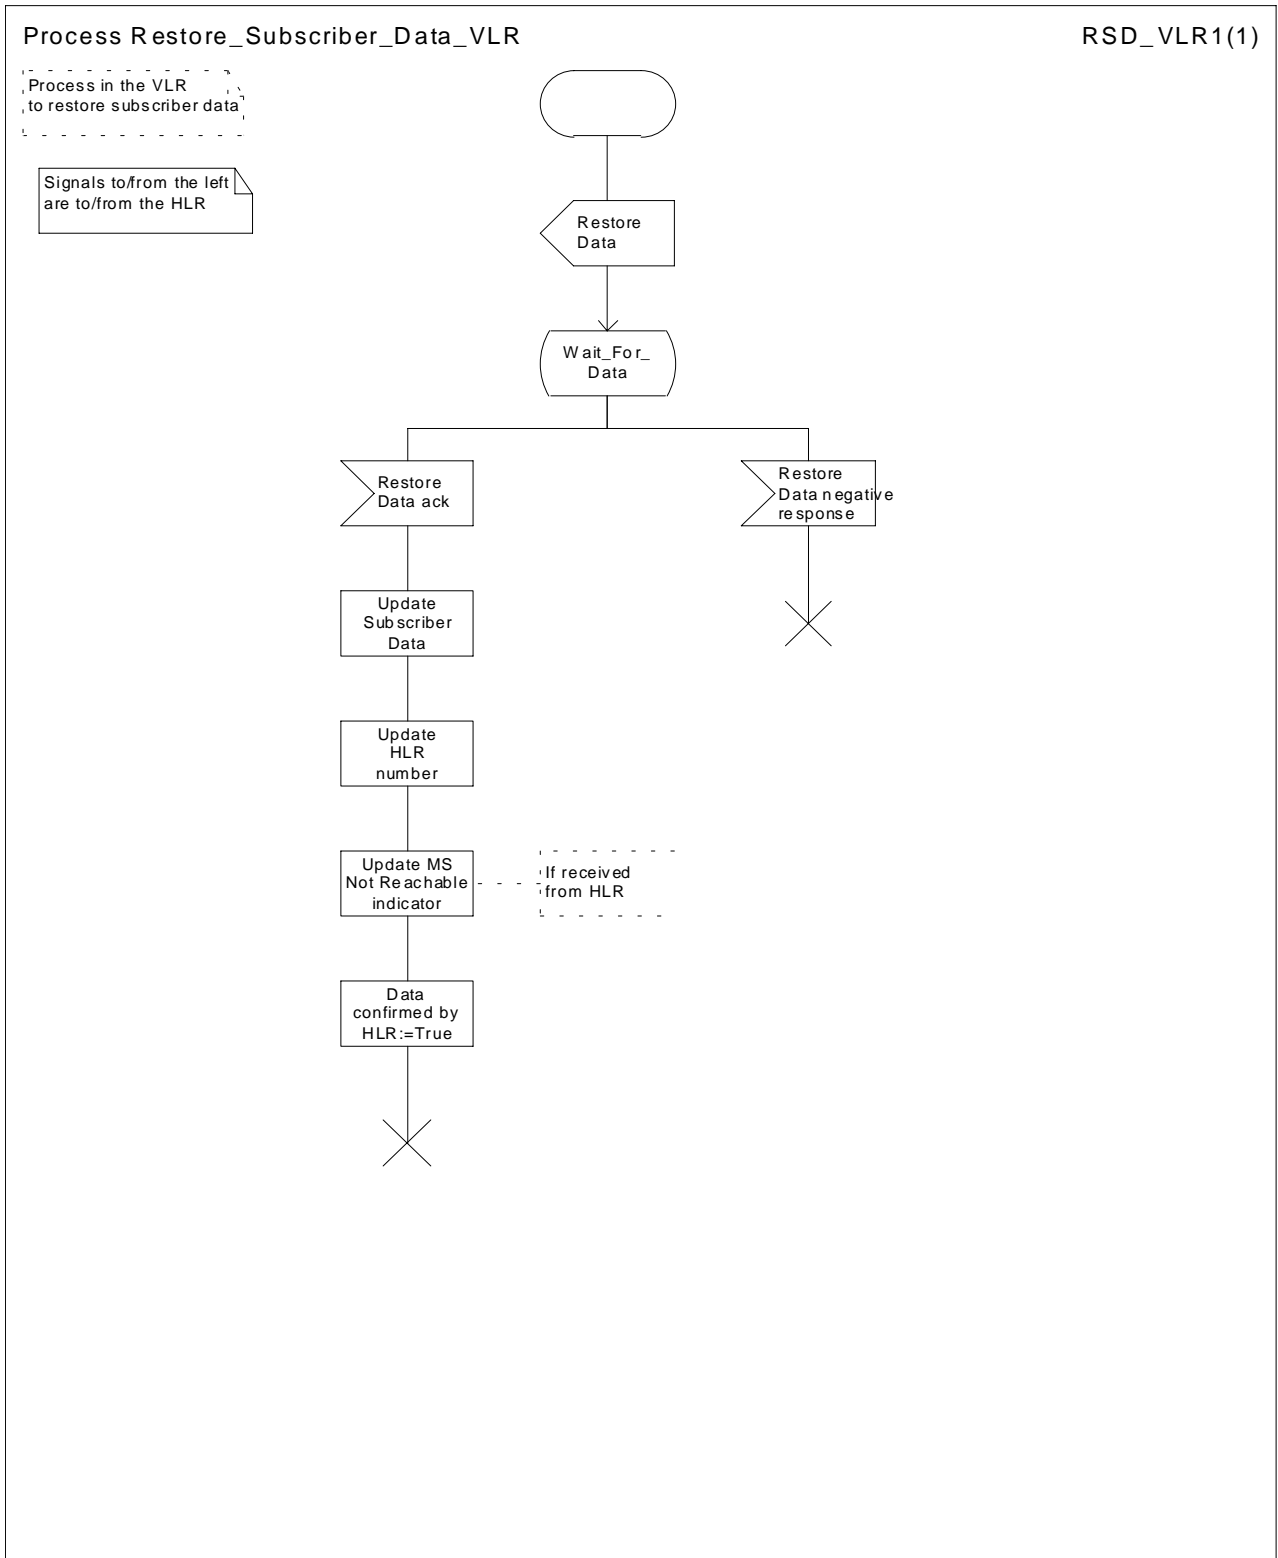 Process Restore_Subscriber_Data_VLR
RSD_VLR1(1)
Process in the VLR
to restore subscriber data
Signals to/from the left
are to/from the HLR
Restore
Data
Wait_For_
Data
Restore
Data ack
Restore
Data negative
response
Update
Subscriber
Data
Update
HLR
number
Update MS
Not Reachable
indicator
If received
from HLR
Data
confirmed by
HLR:=True